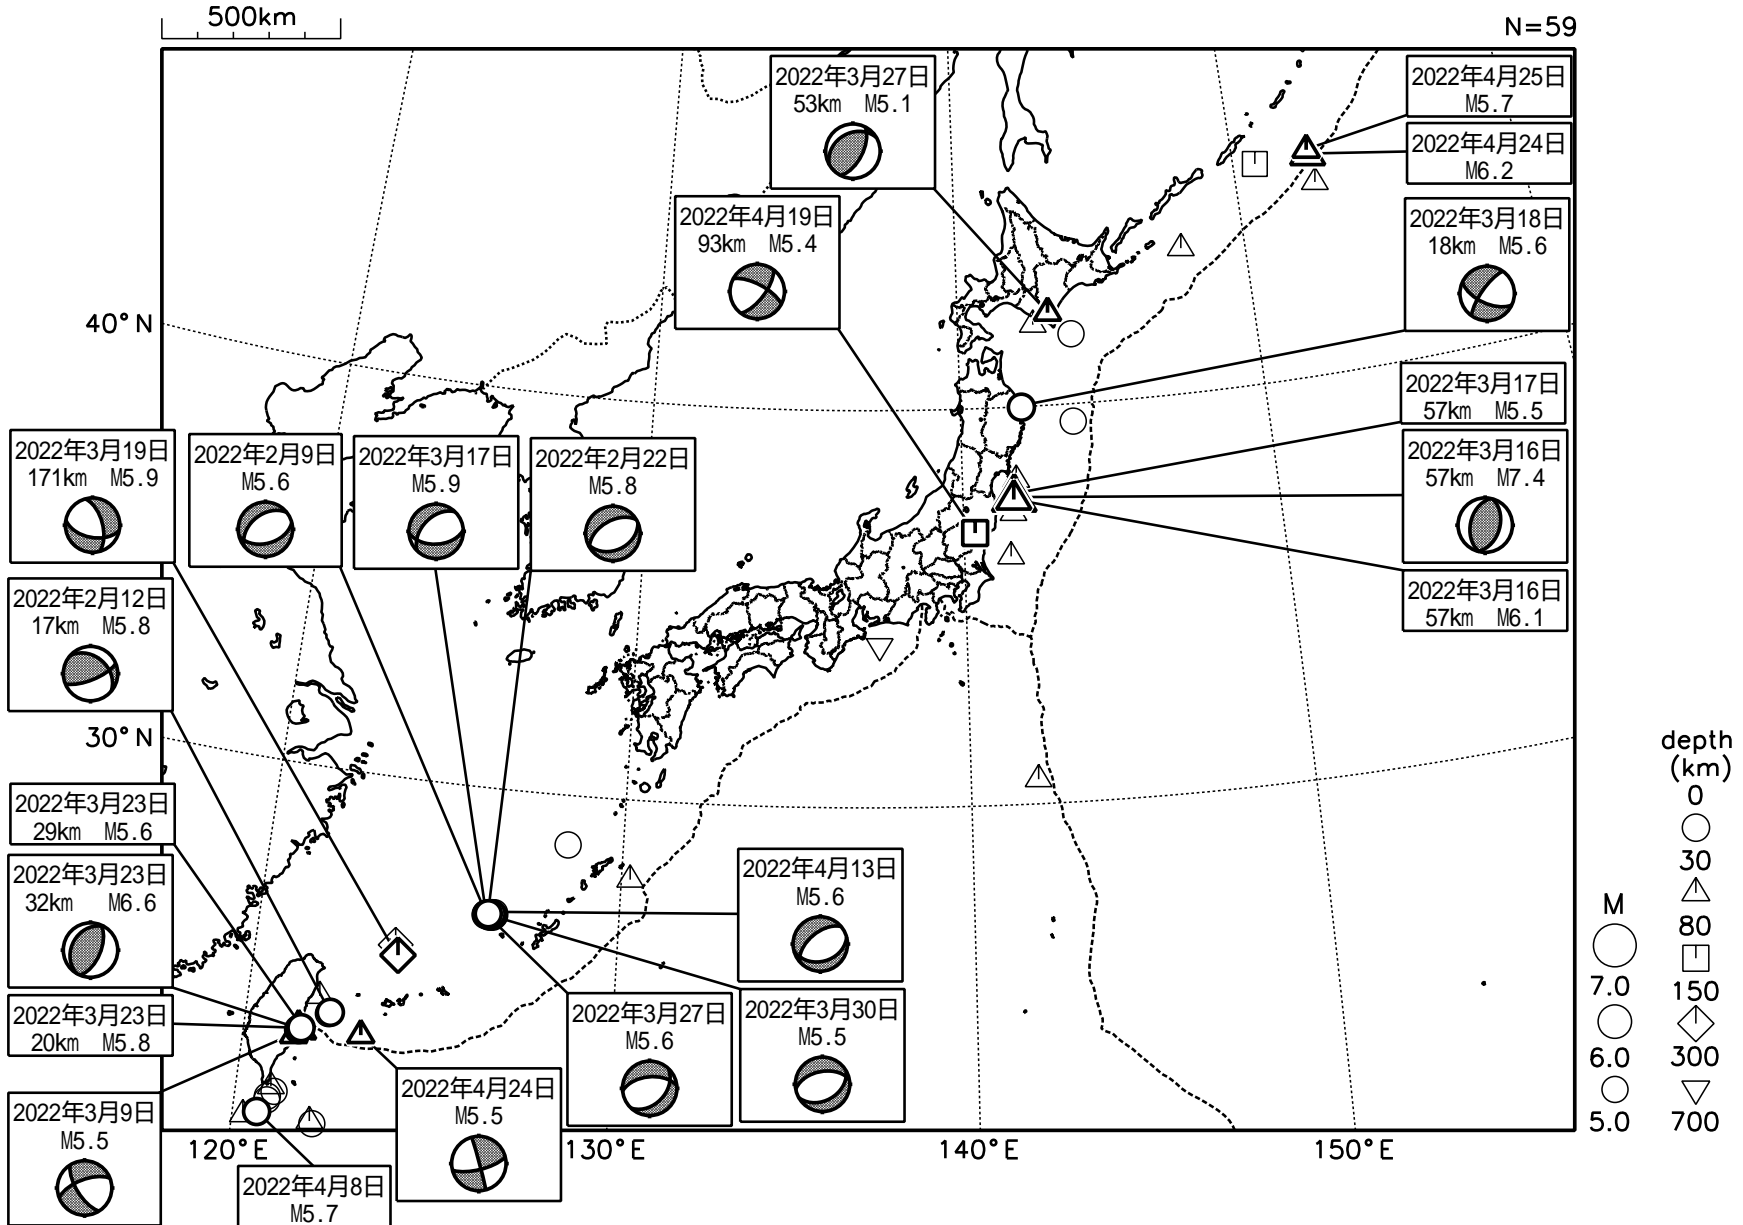 500km
N=59
2022年3月27日
53km M5.1
2022年4月25日
M5.7
2022年4月24日
M6.2
2022年4月19日
93km M5.4
2022年3月18日
18km M5.6
40°N
2022年3月17日
57km M5.5
2022年3月16日
57km M7.4
2022年3月16日
57km M6.1
2022年3月19日
171km M5.9
2022年2月9日
M5.6
2022年3月17日
M5.9
2022年2月22日
M5.8
2022年2月12日
17km M5.8
30°N
2022年3月23日
29km M5.6
2022年3月23日
32km M6.6
2022年3月23日
20km M5.8
2022年3月9日
M5.5
2022年4月13日
M5.6
2022年3月27日
M5.6
2022年3月30日
M5.5
2022年4月24日
M5.5
2022年4月8日
M5.7
120°E
130°E
140°E
150°E
M
7.0
6.0
5.0
depth
(km)
0
30
80
150
300
700